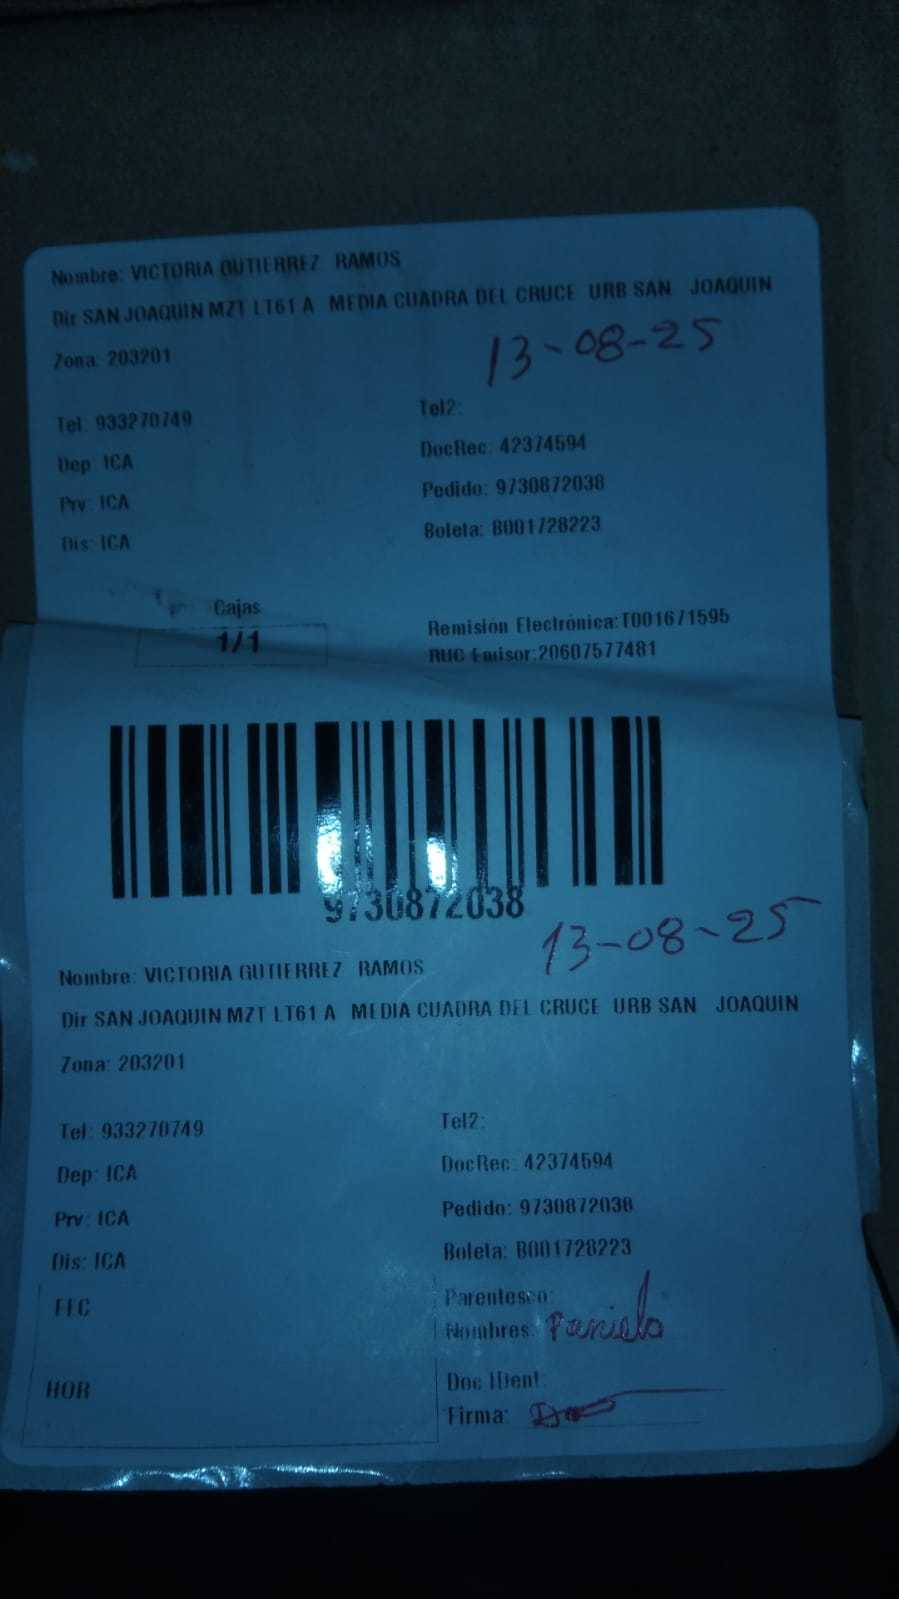 Nombre: VICTORIA GUTIERREZ RAMOS
Dir SAN JOAQUIN MZT LT61 A MEDIA CUADRA DEL CRUCE URB SAN JOAQUIN
13-08-25
Zona: 203201
Tel: 933270749
Tel2:
Dep: ICA
DocRec: 42374594
Prv: ICA
Pedido: 9730872038
Dis: ICA
Boleta: B001728223
Cajas
1/1
Remisión Electrónica:T001671595
RUC Emisor:20607577481
9730872038
13-08-25
Nombre: VICTORIA GUTIERREZ RAMOS
Dir SAN JOAQUIN MZT LT61 A MEDIA CUADRA DEL CRUCE URB SAN JOAQUIN
Zona: 203201
Tel: 933270749
Tel2:
Dep: ICA
DocRec: 42374594
Prv: ICA
Pedido: 9730872038
Dis: ICA
Boleta: B001728223
FEC
Parentesco:
Nombres:
HOR
Doc IDent:
Firma: